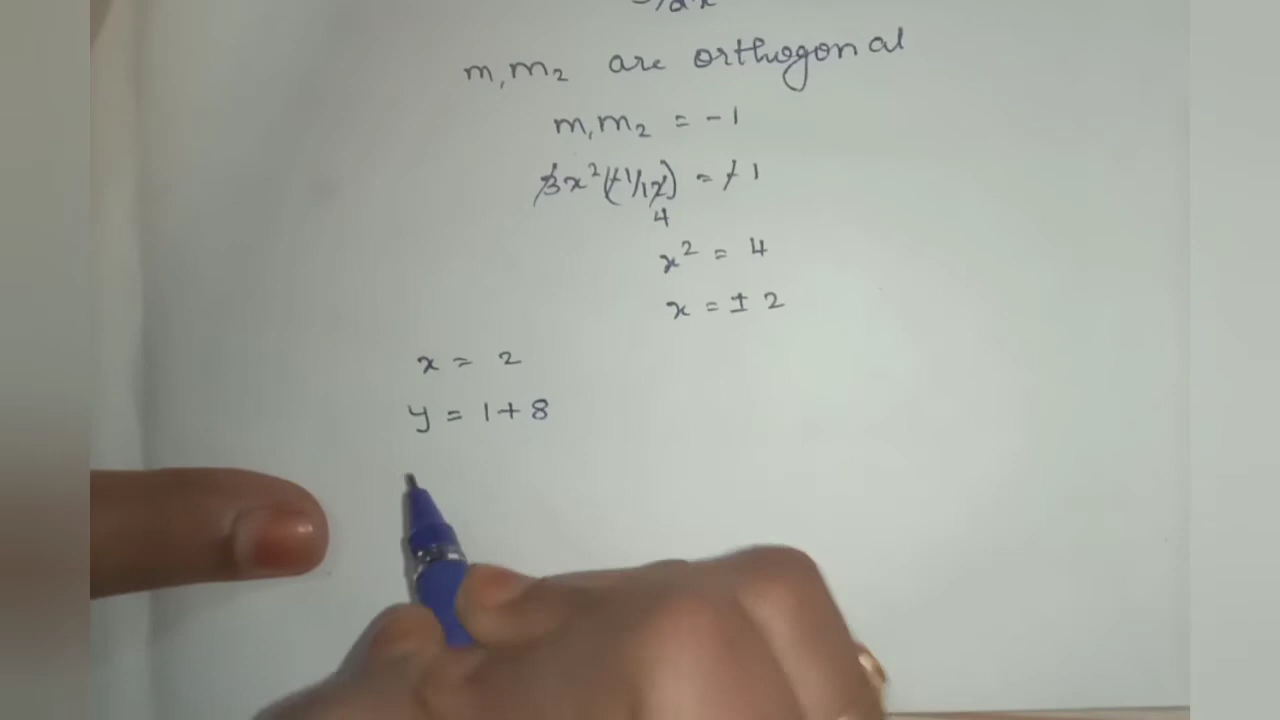 m₁m₂ are orthogonal
m₁m₂ = -1
3x²(-1/12) = -1
4
x² = 4
x = ± 2
x = 2
y = 1+8